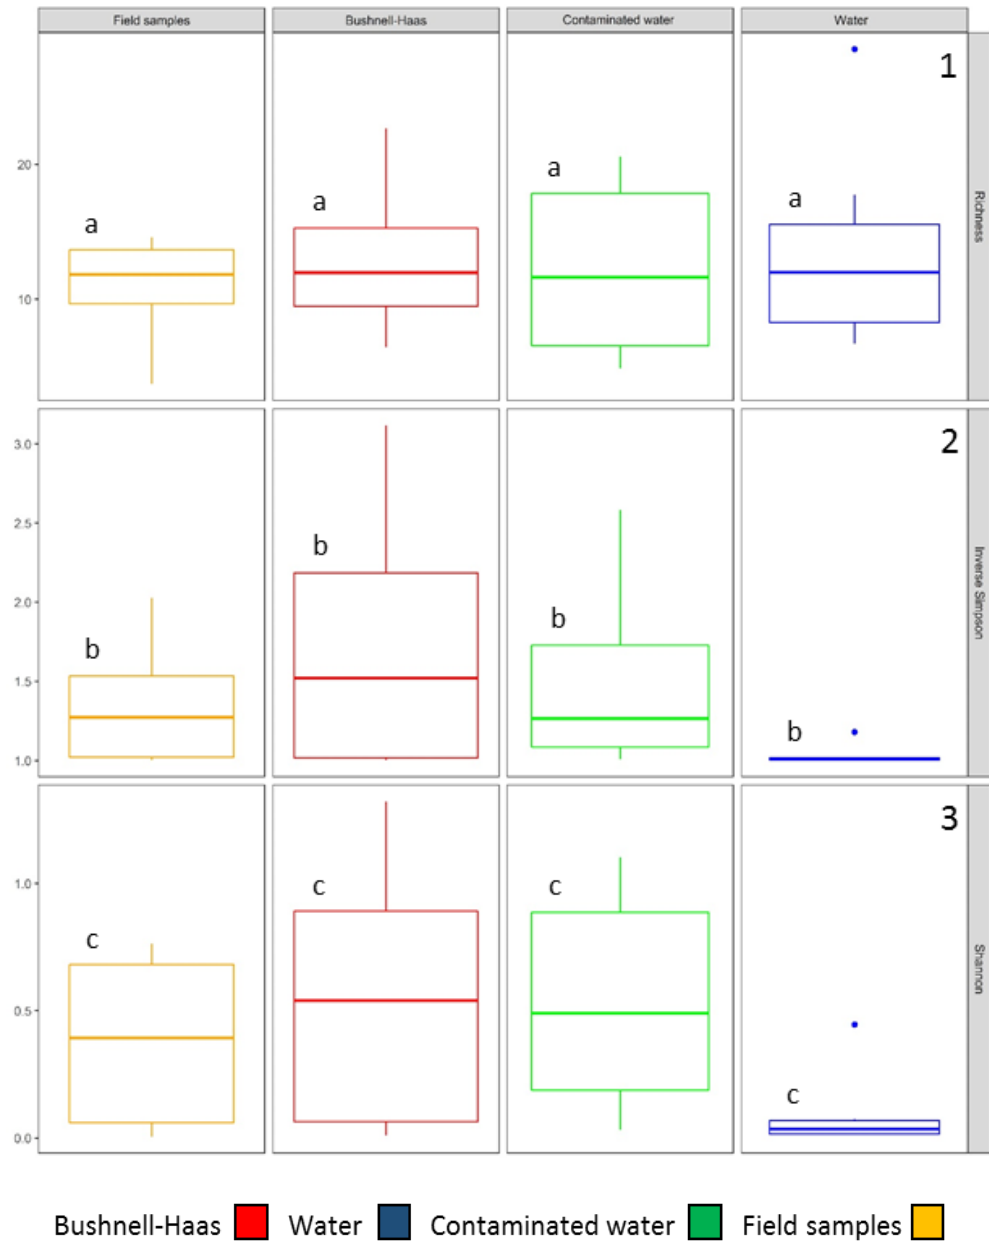 Field samples Bushnell-Haas Contaminated water Water
1
20
10
a a a a
Richness
2
3.0
2.5
2.0
1.5
1.0
b b b b
Inverse Simpson
3
1.0
0.5
0.0
c c c c
Shannon
Bushnell-Haas Water Contaminated water Field samples